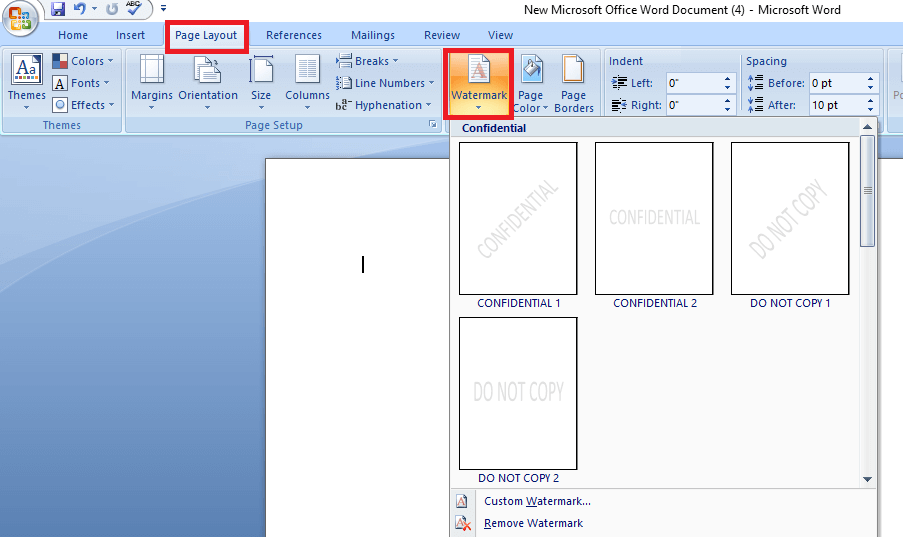 New Microsoft Office Word Document (4) - Microsoft Word
ABC
Home Insert Page Layout References Mailings Review View
Aa
Themes
Colors
A Fonts
Effects
Themes
Margins
Orientation
Size
Columns
Breaks
Line Numbers
bc Hyphenation
Page Setup
A
Watermark
Page
Color
Page
Borders
Indent
Left: 0"
Right: 0"
Spacing
Before: 0 pt
After: 10 pt
Confidential
CONFIDENTIAL
CONFIDENTIAL 1
CONFIDENTIAL
CONFIDENTIAL 2
DO NOT COPY
DO NOT COPY 1
DO NOT COPY
DO NOT COPY 2
Custom Watermark...
Remove Watermark